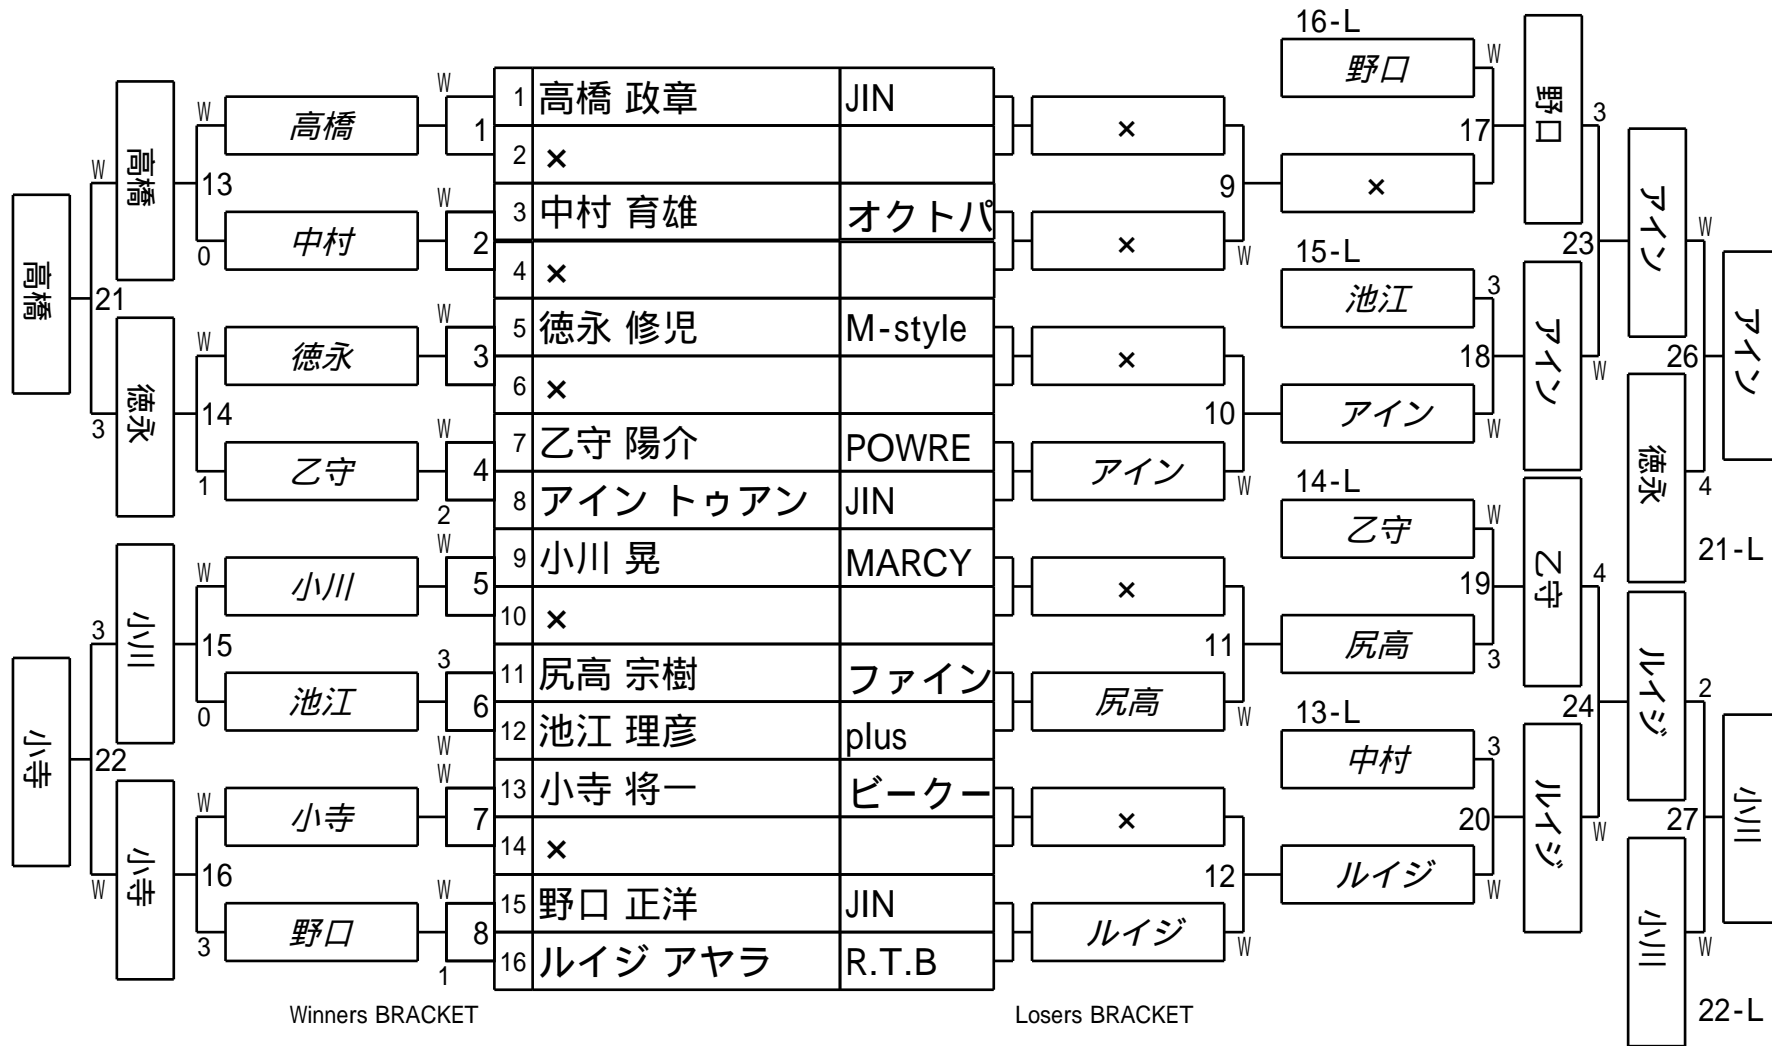 16-L
野口
W
野口
3
17
×
W
高橋
W
高橋
W
高橋
13
中村
0
21
W
徳永
14
徳永
3
乙守
1
W
1
1 高橋 政章 JIN
2 ×
W
2
3 中村 育雄 オクトパ
4 ×
W
3
5 徳永 修児 M-style
6 ×
W
4
2
7 乙守 陽介 POWRE
8 アイン トゥアン JIN
W
5
9 小川 晃 MARCY
10 ×
3
6
W
11 尻高 宗樹 ファイン
12 池江 理彦 plus
W
7
13 小寺 将一 ビークー
14 ×
W
8
1
15 野口 正洋 JIN
16 ルイジ アヤラ R.T.B
小寺
22
3
小川
W
小川
15
池江
0
W
小寺
W
小寺
16
野口
3
×
9
×
W
×
10
アイン
W
×
11
尻高
W
×
12
ルイジ
W
15-L
池江
3
18
アイン
W
アイン
W
23
アイン
W
26
アイン
徳永
4
21-L
14-L
乙守
W
19
尻高
3
乙守
4
24
13-L
中村
3
20
ルイジ
W
ルイジ
W
ルイジ
2
27
小川
小川
W
22-L
Winners BRACKET
Losers BRACKET